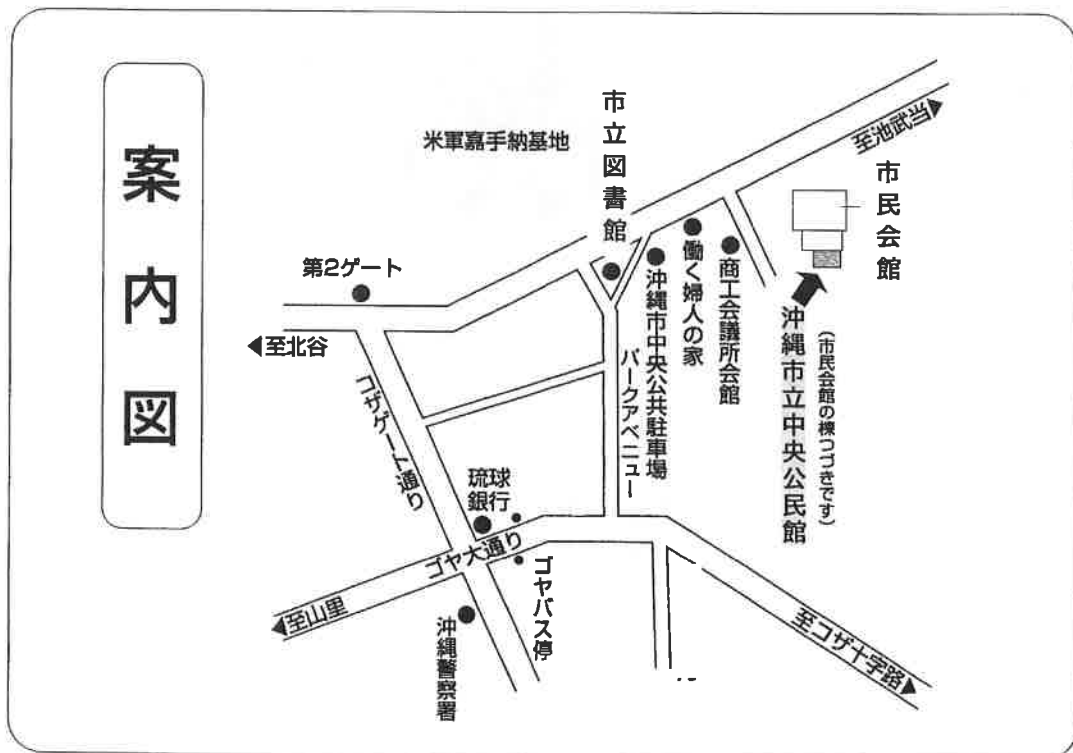 案内図
米軍嘉手納基地
市立図書館
至池武当▶
市民会館
第2ゲート
◀至北谷
コザゲート通り
パークアベニュー
沖縄市中央公共駐車場
働く婦人の家
商工会議所会館
沖縄市立中央公民館
(市民会館の棟つづきです)
琉球
銀行
ゴヤ大通り
ゴヤバス停
◀至山里
沖縄警察署
至コザ十字路▶